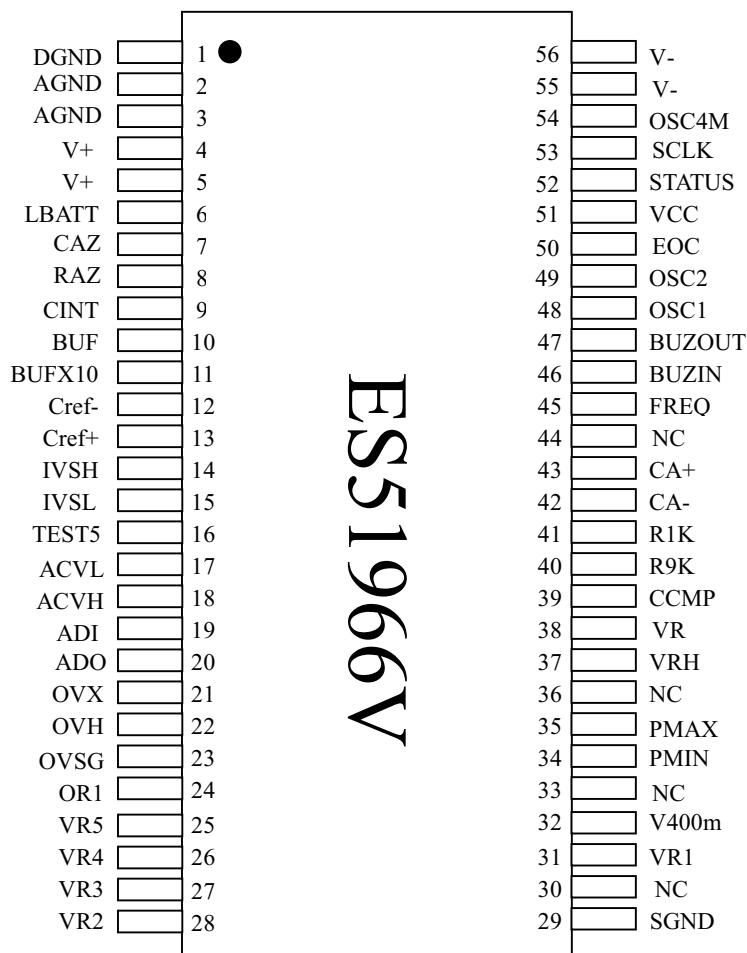 DGND 1 56 V-
AGND 2 55 V-
AGND 3 54 OSC4M
V+ 4 53 SCLK
V+ 5 52 STATUS
LBATT 6 51 VCC
CAZ 7 50 EOC
RAZ 8 49 OSC2
CINT 9 48 OSC1
BUF 10 47 BUZOUT
BUFX10 11 46 BUZIN
Cref- 12 45 FREQ
Cref+ 13 44 NC
IVSH 14 43 CA+
IVSL 15 42 CA-
TEST5 16 41 R1K
ACVL 17 40 R9K
ACVH 18 39 CCMP
ADI 19 38 VR
ADO 20 37 VRH
OVX 21 36 NC
OVH 22 35 PMAX
OVSG 23 34 PMIN
OR1 24 33 NC
VR5 25 32 V400m
VR4 26 31 VR1
VR3 27 30 NC
VR2 28 29 SGND
ES51966V